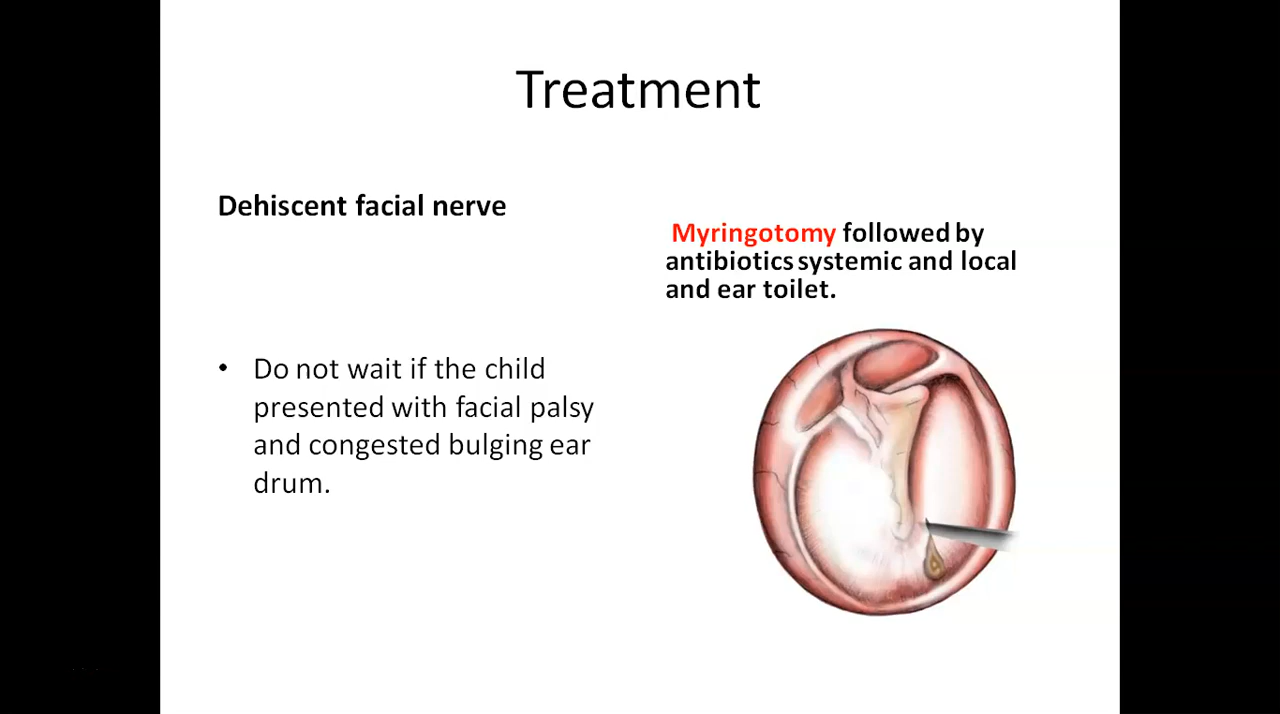 Treatment
Dehiscent facial nerve
• Do not wait if the child
presented with facial palsy
and congested bulging ear
drum.
Myringotomy followed by
antibiotics systemic and local
and ear toilet.